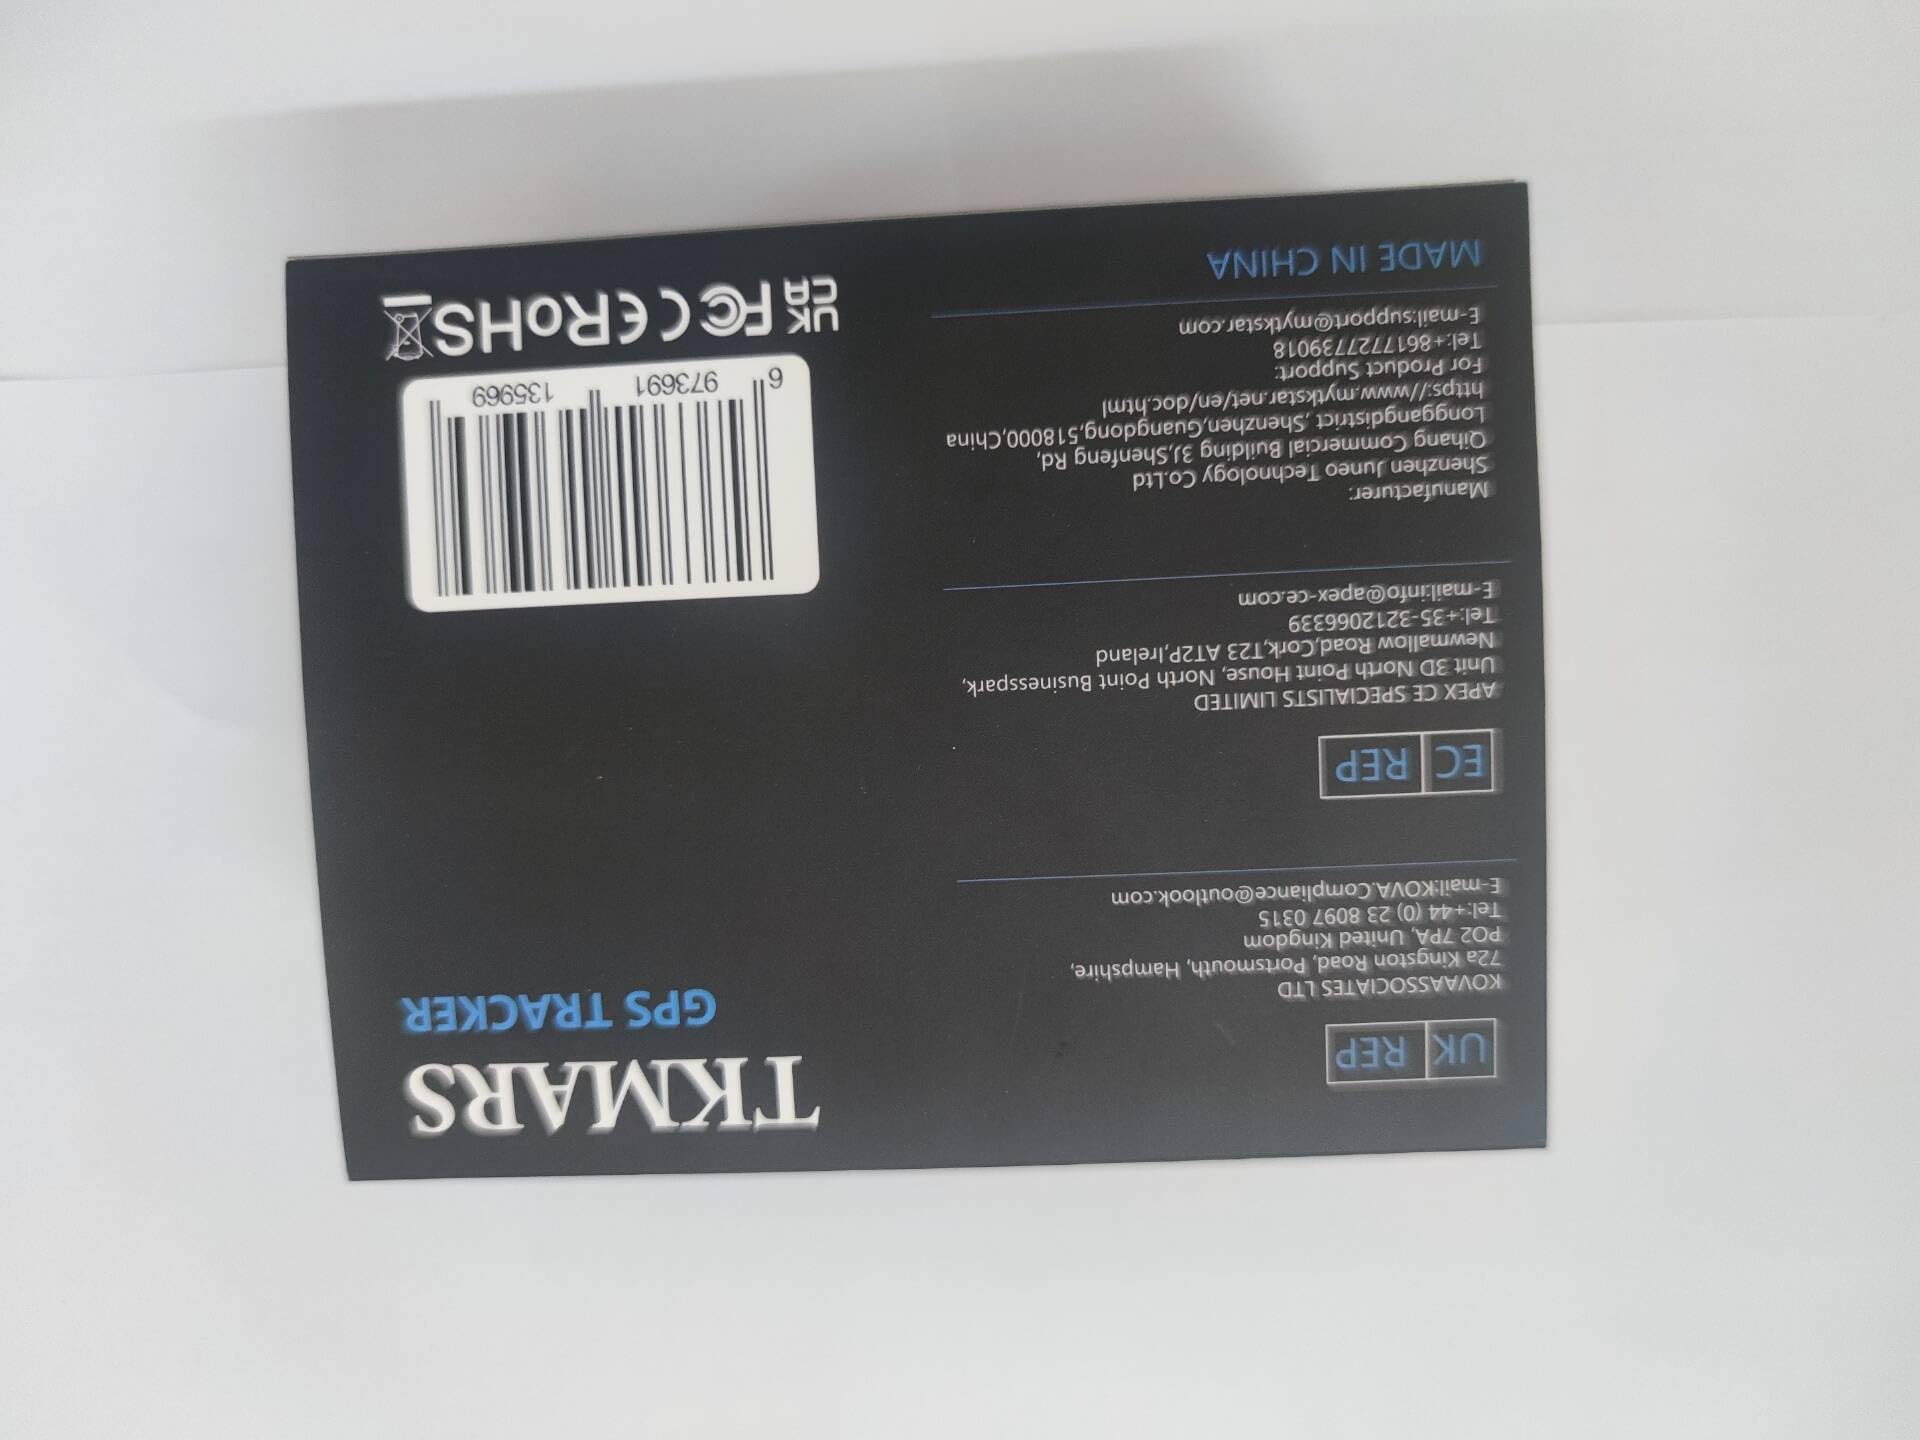 UK REP
KOVAAASSOCIATES LTD
72a Kingston Road, Portsmouth, Hampshire,
PO2 7PA, United Kingdom
Tel:+44 (0) 23 8097 0315
E-mail:KOVA.Compliance@outlook.com
EC REP
APEX CE SPECIALISTS LIMITED
Unit 3D North Point House, North Point Businesspark,
Newmallow Road,Cork,T23 AT2P,Ireland
Tel:+35-3212066339
E-mail:info@apex-ce.com
Manufacturer:
Shenzhen Juneo Technology Co.Ltd
Qihang Commercial Building 3J,Shenfeng Rd,
Longgangdistrict ,Shenzhen,Guangdong,518000,China
https://www.mytkstar.net/en/doc.html
For Product Support:
Tel:+8617727739018
E-mail:support@mytkstar.com
MADE IN CHINA
TKMARS
GPS TRACKER
6 973691 135969
UK
CA FC CE RoHS